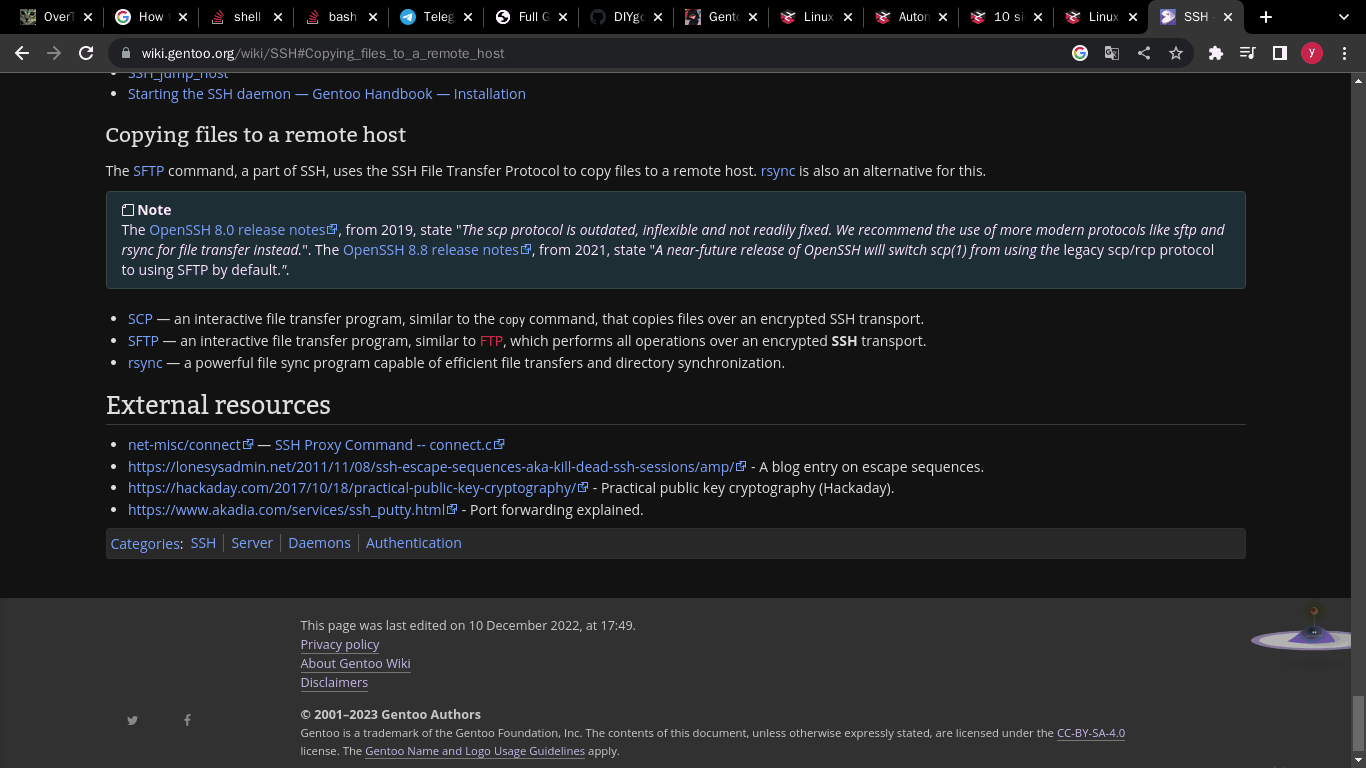 OverT
How
shell
bash
Teleg
Full G
DIYgo
Gento
Linux
Auton
10 si
Linux
SSH
wiki.gentoo.org/wiki/SSH#Copying_files_to_a_remote_host
y
SSH_jump_host
Starting the SSH daemon — Gentoo Handbook — Installation
Copying files to a remote host
The SFTP command, a part of SSH, uses the SSH File Transfer Protocol to copy files to a remote host. rsync is also an alternative for this.
Note
The OpenSSH 8.0 release notes, from 2019, state "The scp protocol is outdated, inflexible and not readily fixed. We recommend the use of more modern protocols like sftp and
rsync for file transfer instead.". The OpenSSH 8.8 release notes, from 2021, state "A near-future release of OpenSSH will switch scp(1) from using the legacy scp/rcp protocol
to using SFTP by default.".
SCP — an interactive file transfer program, similar to the copy command, that copies files over an encrypted SSH transport.
SFTP — an interactive file transfer program, similar to FTP, which performs all operations over an encrypted SSH transport.
rsync — a powerful file sync program capable of efficient file transfers and directory synchronization.
External resources
net-misc/connect — SSH Proxy Command -- connect.c
https://lonesysadmin.net/2011/11/08/ssh-escape-sequences-aka-kill-dead-ssh-sessions/amp/ - A blog entry on escape sequences.
https://hackaday.com/2017/10/18/practical-public-key-cryptography/ - Practical public key cryptography (Hackaday).
https://www.akadia.com/services/ssh_putty.html - Port forwarding explained.
Categories: SSH Server Daemons Authentication
This page was last edited on 10 December 2022, at 17:49.
Privacy policy
About Gentoo Wiki
Disclaimers
© 2001–2023 Gentoo Authors
Gentoo is a trademark of the Gentoo Foundation, Inc. The contents of this document, unless otherwise expressly stated, are licensed under the CC-BY-SA-4.0
license. The Gentoo Name and Logo Usage Guidelines apply.